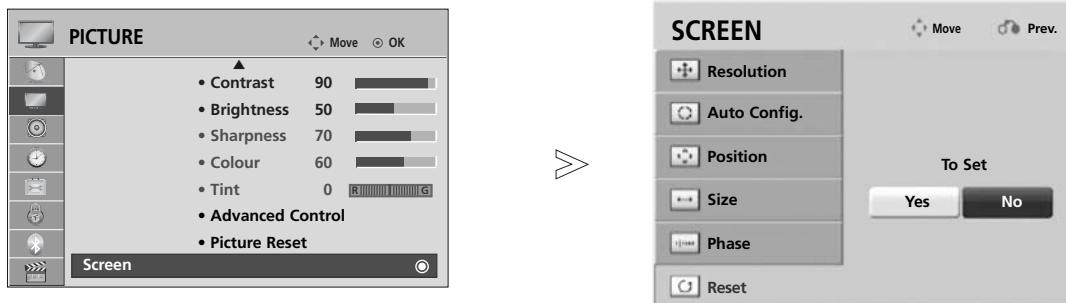 PICTURE
Move OK
• Contrast 90
• Brightness 50
• Sharpness 70
• Colour 60
• Tint 0 R G
• Advanced Control
• Picture Reset
Screen
SCREEN
Move Prev.
Resolution
Auto Config.
Position
Size
Phase
Reset
To Set
Yes No